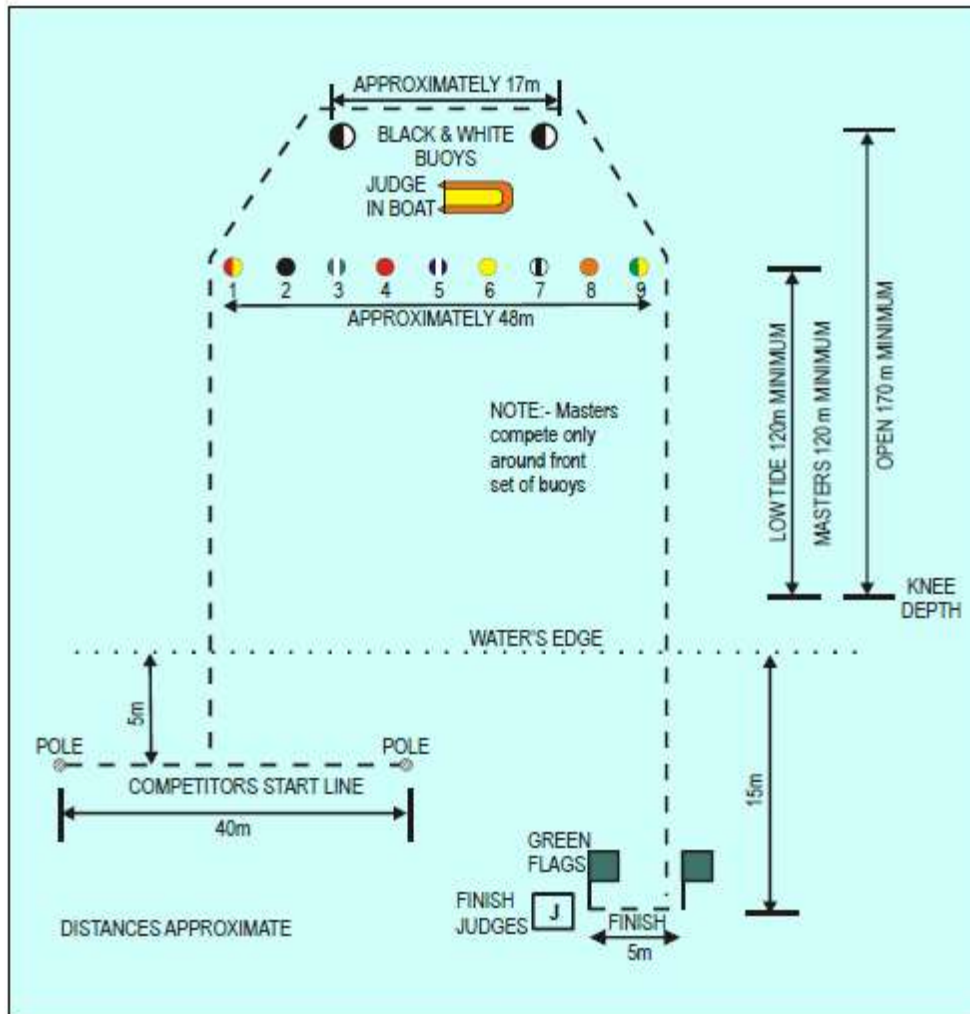 APPROXIMATELY 17m
BLACK & WHITE
BUOYS
JUDGE
IN BOAT
1 2 3 4 5 6 7 8 9
APPROXIMATELY 48m
NOTE:- Masters
compete only
around front
set of buoys
LOW TIDE 120m MINIMUM
MASTERS 120 m MINIMUM
OPEN 170 m MINIMUM
KNEE
DEPTH
WATER'S EDGE
5m
POLE
POLE
COMPETITORS START LINE
40m
15m
GREEN
FLAGS
FINISH
JUDGES
J
FINISH
5m
DISTANCES APPROXIMATE